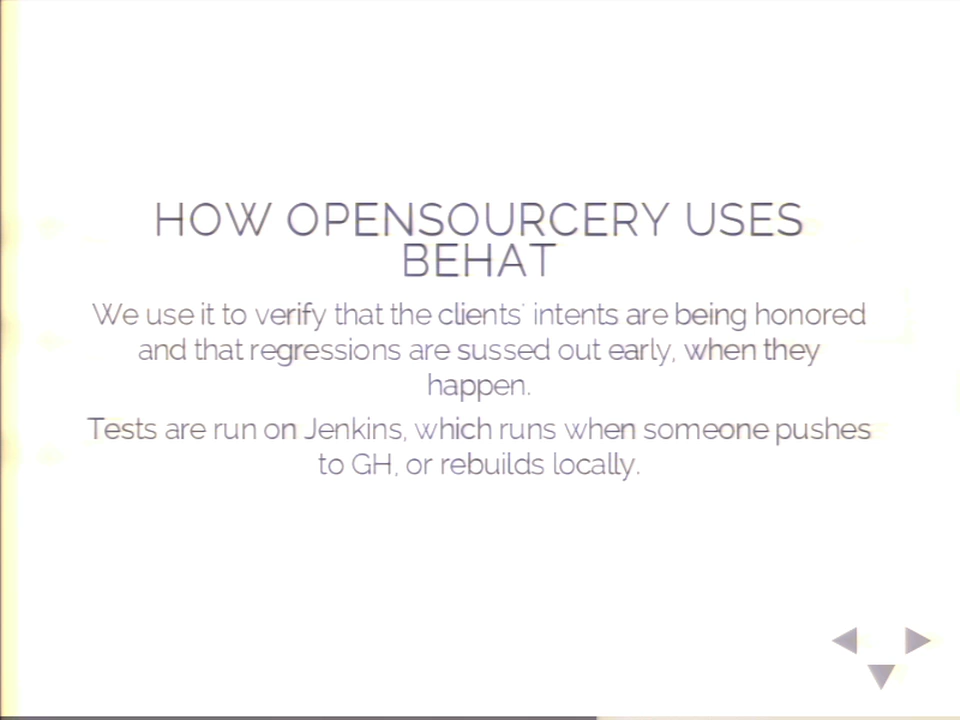 HOW OPENSOURCERY USES
BEHAT
We use it to verify that the clients' intents are being honored
and that regressions are sussed out early, when they
happen.
Tests are run on Jenkins, which runs when someone pushes
to GH, or rebuilds locally.